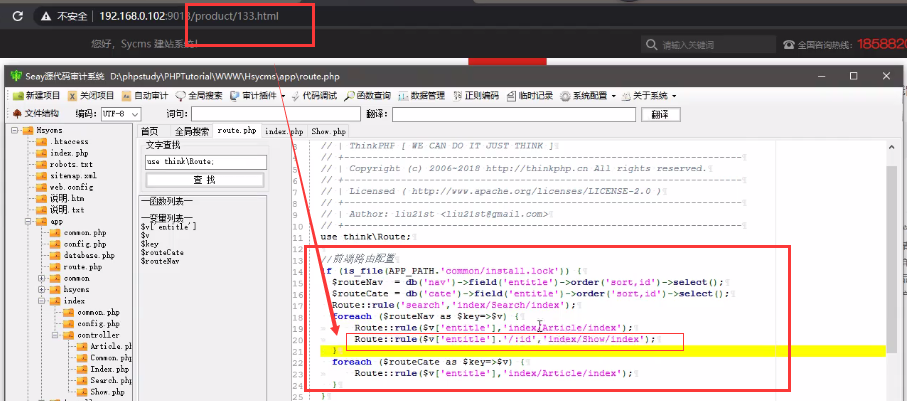 不安全 192.168.0.102:9013/product/133.html
您好，Sycms 建站系统!
请输入关键词
全国咨询热线：1858820
Seay源代码审计系统 D:\phpstudy\PHPTutorial\WWW\Hsycms\app\route.php
新建项目 关闭项目 自动审计 全局搜索 审计插件 代码调试 函数查询 数据管理 正则编码 临时记录 系统配置 关于系统
文件结构 编码: UTF-8 词句: 翻译: 翻译
Hsycms
.htaccess
index.php
robots.txt
sitemap.xml
web.config
说明.htm
说明.txt
app
common.php
config.php
database.php
route.php
common
hsycms
index
common.php
config.php
controller
Article.p
Common.ph
Index.php
Search.ph
Show.php
首页 全局搜索 route.php index.php Show.php
文字查找
use think\Route;
查 找
—函数列表—
—变量列表—
$v['entitle']
$v
$key
$routeCate
$routeNav
3 // | ThinkPHP [ WE CAN DO IT JUST THINK ]
4 // +----------------------------------------------------------------------
5 // | Copyright (c) 2006-2018 http://thinkphp.cn All rights reserved.
6 // +----------------------------------------------------------------------
7 // | Licensed ( http://www.apache.org/licenses/LICENSE-2.0 )
8 // +----------------------------------------------------------------------
9 // | Author: liu21st <liu21st@gmail.com>
10 // +----------------------------------------------------------------------
11 use think\Route;
12
13 //前端路由配置
14 if (is_file(APP_PATH.'common/install.lock')) {
15 $routeNav = db('nav')->field('entitle')->order('sort,id')->select();
16 $routeCate = db('cate')->field('entitle')->order('sort,id')->select();
17 Route::rule('search','index/Search/index');
18 foreach ($routeNav as $key=>$v) {
19 Route::rule($v['entitle'],'index/Article/index');
20 Route::rule($v['entitle'].'/:id','index/Show/index');
21 }
22 foreach ($routeCate as $key=>$v) {
23 Route::rule($v['entitle'],'index/Article/index');
24 }
25 }